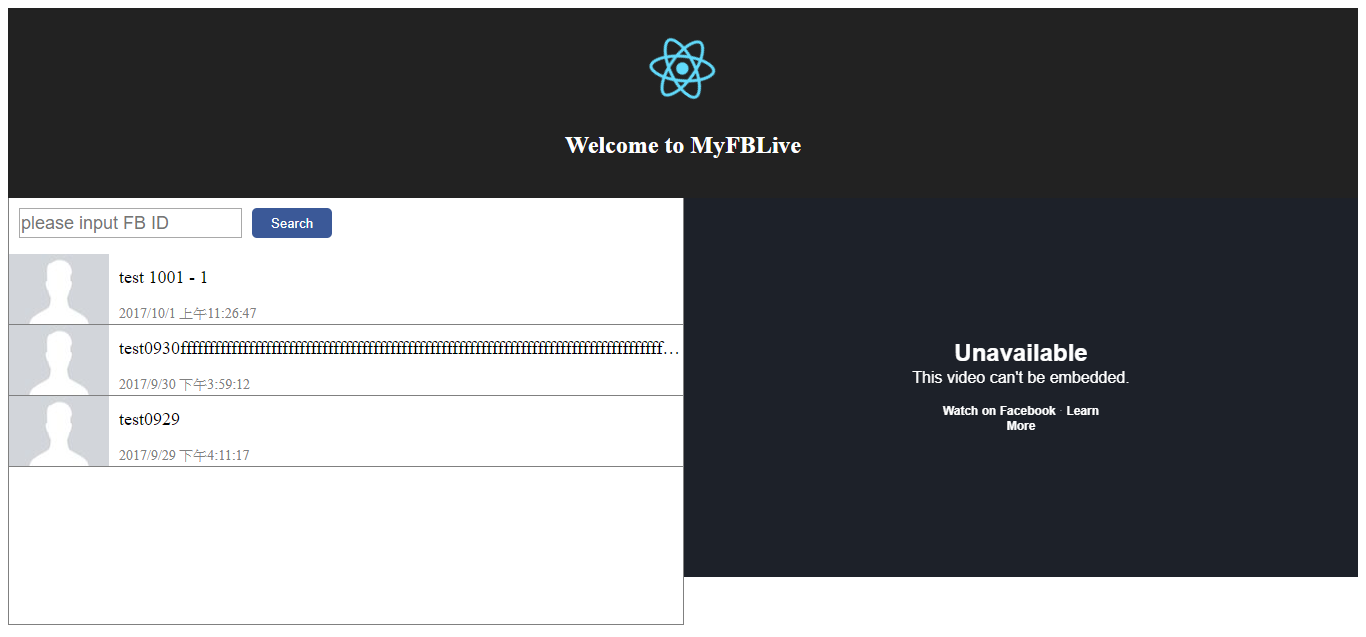 Welcome to MyFBLive
please input FB ID
Search
test 1001 - 1
2017/10/1 上午11:26:47
test0930ffffffffffffffffffffffffffffffffffffffffffffffffffffffffffffffffffffffffffffffffffffff...
2017/9/30 下午3:59:12
test0929
2017/9/29 下午4:11:17
Unavailable
This video can't be embedded.
Watch on Facebook · Learn
More